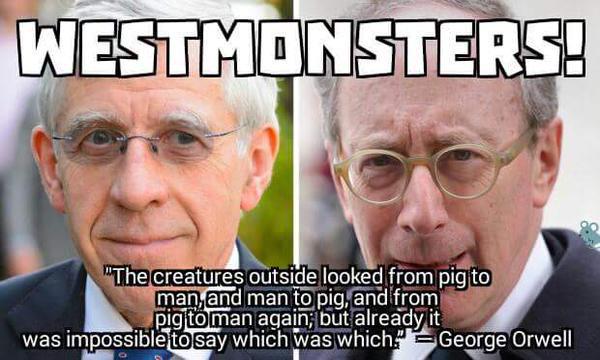 WESTMONSTERS!
"The creatures outside looked from pig to
man, and man to pig, and from
pig to man again; but already it
was impossible to say which was which." — George Orwell